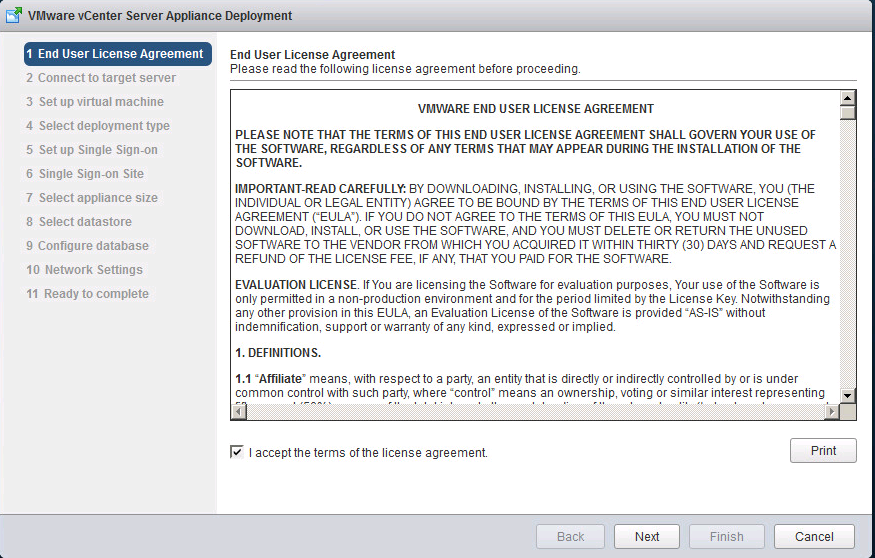 VMware vCenter Server Appliance Deployment
1 End User License Agreement
2 Connect to target server
3 Set up virtual machine
4 Select deployment type
5 Set up Single Sign-on
6 Single Sign-on Site
7 Select appliance size
8 Select datastore
9 Configure database
10 Network Settings
11 Ready to complete
End User License Agreement
Please read the following license agreement before proceeding.
VMWARE END USER LICENSE AGREEMENT
PLEASE NOTE THAT THE TERMS OF THIS END USER LICENSE AGREEMENT SHALL GOVERN YOUR USE OF
THE SOFTWARE, REGARDLESS OF ANY TERMS THAT MAY APPEAR DURING THE INSTALLATION OF THE
SOFTWARE.
IMPORTANT-READ CAREFULLY: BY DOWNLOADING, INSTALLING, OR USING THE SOFTWARE, YOU (THE
INDIVIDUAL OR LEGAL ENTITY) AGREE TO BE BOUND BY THE TERMS OF THIS END USER LICENSE
AGREEMENT (“EULA”). IF YOU DO NOT AGREE TO THE TERMS OF THIS EULA, YOU MUST NOT
DOWNLOAD, INSTALL, OR USE THE SOFTWARE, AND YOU MUST DELETE OR RETURN THE UNUSED
SOFTWARE TO THE VENDOR FROM WHICH YOU ACQUIRED IT WITHIN THIRTY (30) DAYS AND REQUEST A
REFUND OF THE LICENSE FEE, IF ANY, THAT YOU PAID FOR THE SOFTWARE.
EVALUATION LICENSE. If You are licensing the Software for evaluation purposes, Your use of the Software is
only permitted in a non-production environment and for the period limited by the License Key. Notwithstanding
any other provision in this EULA, an Evaluation License of the Software is provided “AS-IS” without
indemnification, support or warranty of any kind, expressed or implied.
1. DEFINITIONS.
1.1 “Affiliate” means, with respect to a party, an entity that is directly or indirectly controlled by or is under
common control with such party, where “control” means an ownership, voting or similar interest representing
I accept the terms of the license agreement.
Print
Back
Next
Finish
Cancel